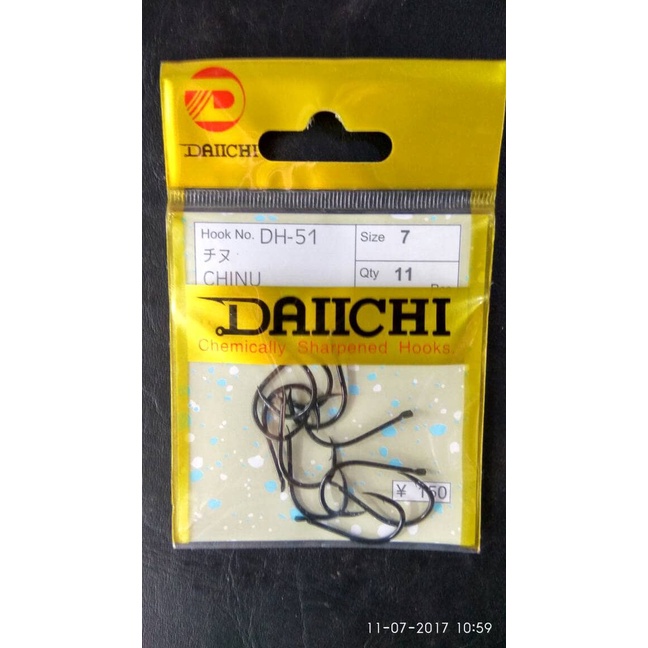 DAIICHI
Hook No. DH-51
チヌ
CHINU
Size 7
Qty 11
DAIICHI
Chemically Sharpened Hooks.
¥ 150
11-07-2017 10:59